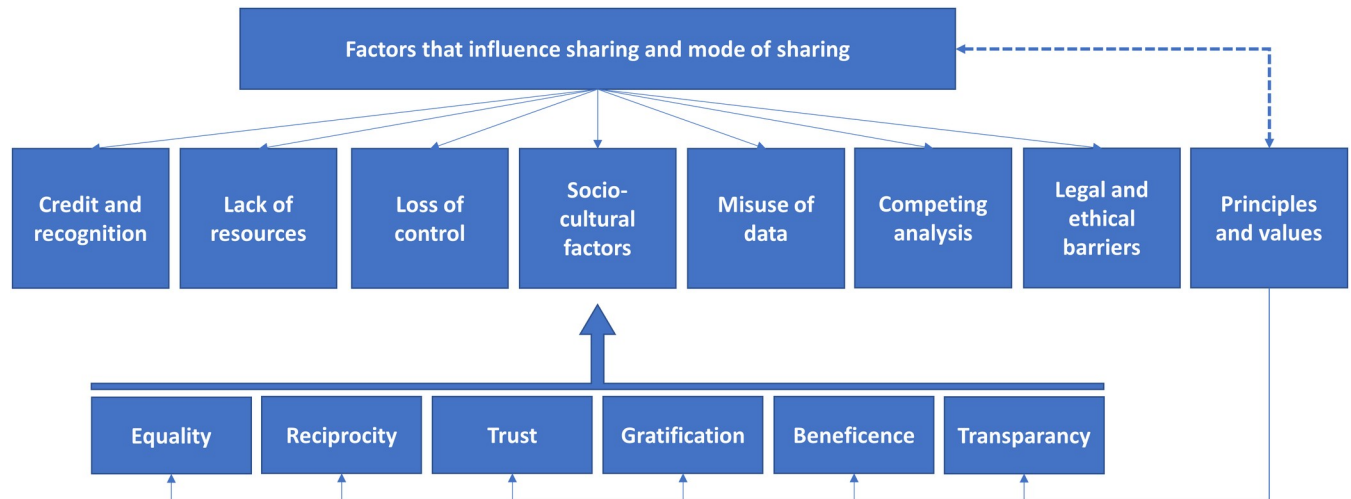 Factors that influence sharing and mode of sharing
Credit and
recognition
Lack of
resources
Loss of
control
Socio-
cultural
factors
Misuse of
data
Competing
analysis
Legal and
ethical
barriers
Principles
and values
Equality
Reciprocity
Trust
Gratification
Beneficence
Transparancy